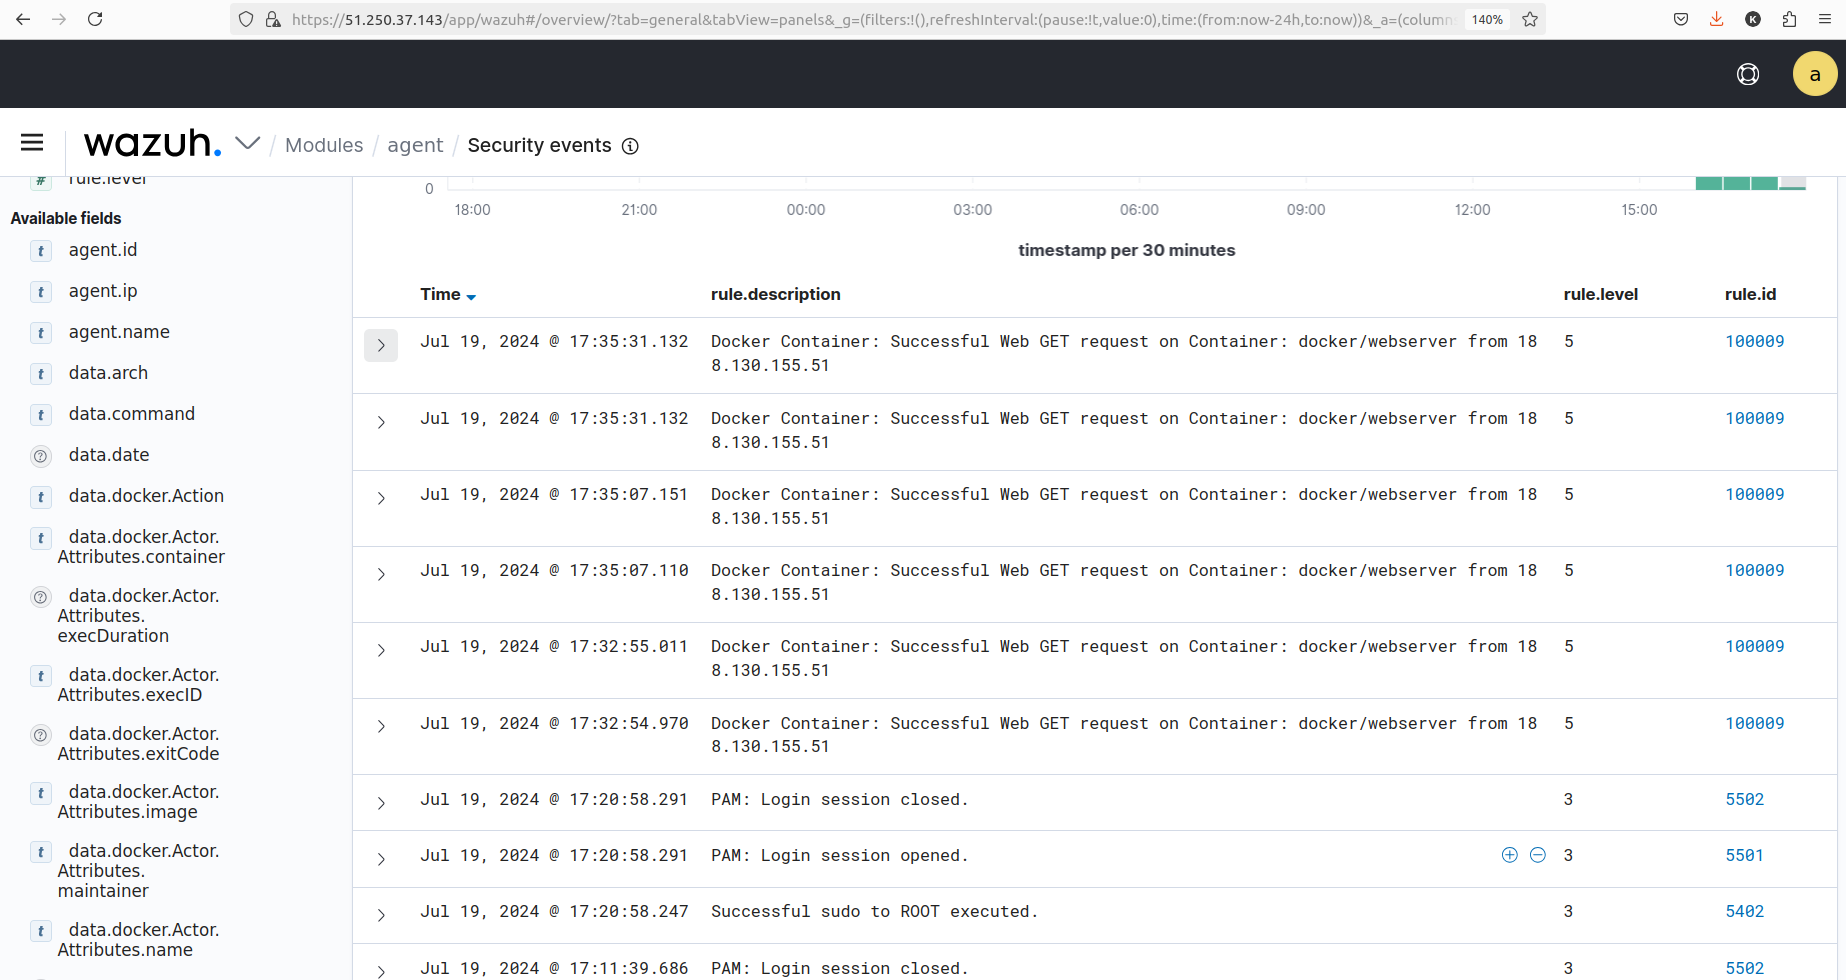 https://51.250.37.143/app/wazuh#/overview/?tab=general&tabView=panels&_g=(filters:!(),refreshInterval:(pause:!t,value:0),time:(from:now-24h,to:now))&_a=(column
140%
K
a
wazuh. / Modules / agent / Security events
# rule.level
Available fields
t agent.id
t agent.ip
t agent.name
t data.arch
t data.command
? data.date
t data.docker.Action
t data.docker.Actor.
Attributes.container
? data.docker.Actor.
Attributes.
execDuration
t data.docker.Actor.
Attributes.execID
? data.docker.Actor.
Attributes.exitCode
t data.docker.Actor.
Attributes.image
t data.docker.Actor.
Attributes.
maintainer
t data.docker.Actor.
Attributes.name
0
18:00 21:00 00:00 03:00 06:00 09:00 12:00 15:00
timestamp per 30 minutes
Time rule.description rule.level rule.id
Jul 19, 2024 @ 17:35:31.132 Docker Container: Successful Web GET request on Container: docker/webserver from 18 5 100009
8.130.155.51
Jul 19, 2024 @ 17:35:31.132 Docker Container: Successful Web GET request on Container: docker/webserver from 18 5 100009
8.130.155.51
Jul 19, 2024 @ 17:35:07.151 Docker Container: Successful Web GET request on Container: docker/webserver from 18 5 100009
8.130.155.51
Jul 19, 2024 @ 17:35:07.110 Docker Container: Successful Web GET request on Container: docker/webserver from 18 5 100009
8.130.155.51
Jul 19, 2024 @ 17:32:55.011 Docker Container: Successful Web GET request on Container: docker/webserver from 18 5 100009
8.130.155.51
Jul 19, 2024 @ 17:32:54.970 Docker Container: Successful Web GET request on Container: docker/webserver from 18 5 100009
8.130.155.51
Jul 19, 2024 @ 17:20:58.291 PAM: Login session closed. 3 5502
Jul 19, 2024 @ 17:20:58.291 PAM: Login session opened. 3 5501
Jul 19, 2024 @ 17:20:58.247 Successful sudo to ROOT executed. 3 5402
Jul 19, 2024 @ 17:11:39.686 PAM: Login session closed. 3 5502